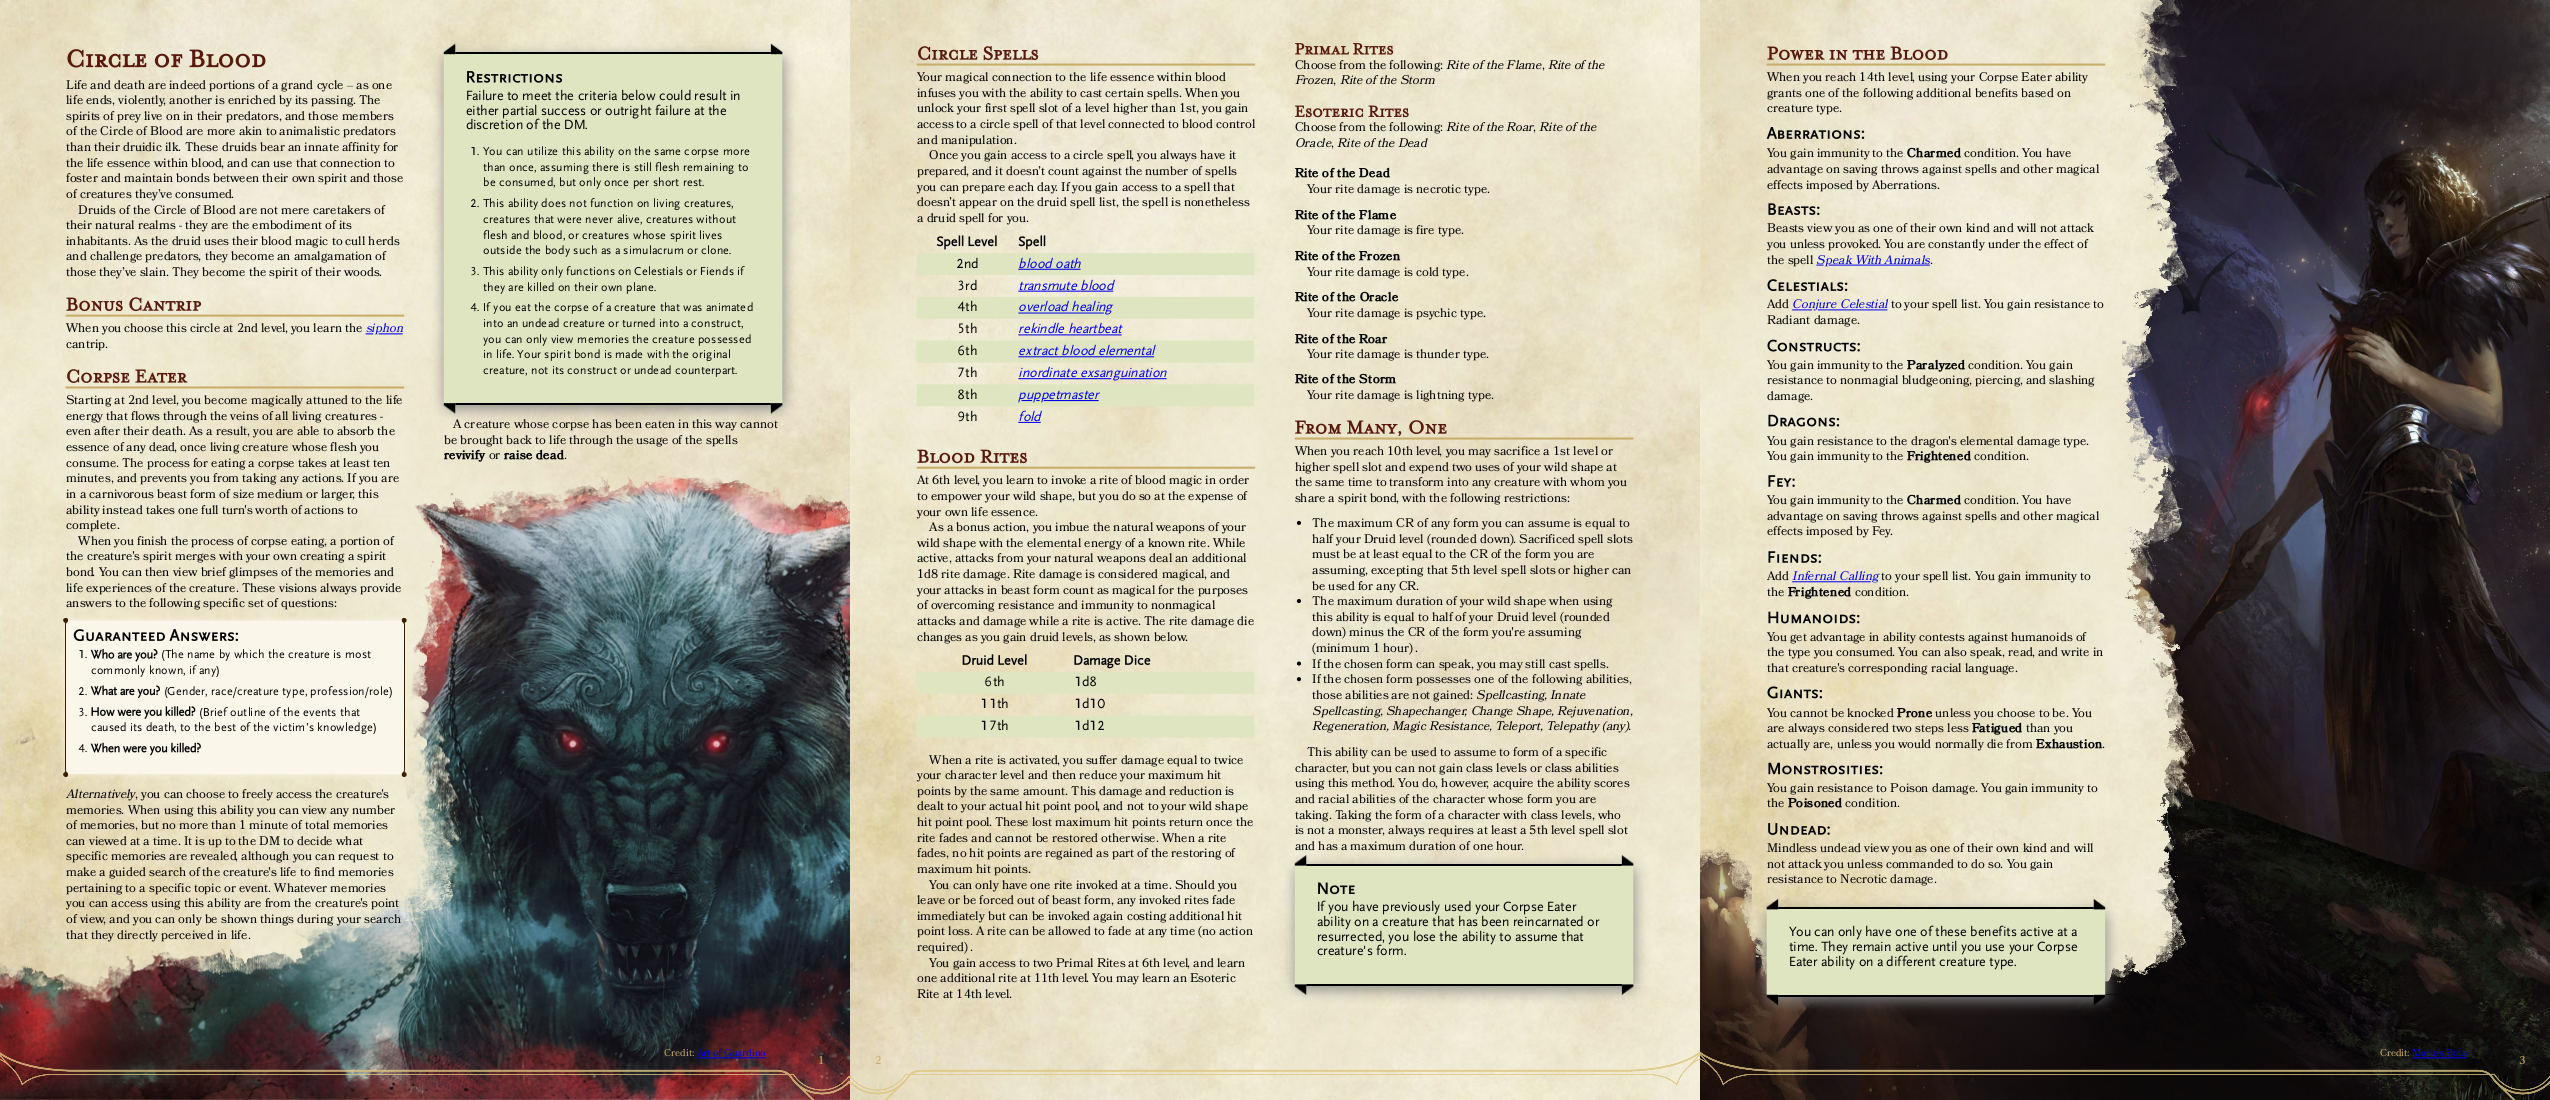 Circle of Blood
Life and death are indeed portions of a grand cycle – as one
life ends, violently, another is enriched by its passing. The
spirits of prey live on in their predators, and those members
of the Circle of Blood are more akin to animalistic predators
than their druidic ilk. These druids bear an innate affinity for
the life essence within blood, and can use that connection to
foster and maintain bonds between their own spirit and those
of creatures they've consumed.
Druids of the Circle of Blood are not mere caretakers of
their natural realms - they are the embodiment of its
inhabitants. As the druid uses their blood magic to cull herds
and challenge predators, they become an amalgamation of
those they've slain. They become the spirit of their woods.
Bonus Cantrip
When you choose this circle at 2nd level, you learn the siphon
cantrip.
Corpse Eater
Starting at 2nd level, you become magically attuned to the life
energy that flows through the veins of all living creatures -
even after their death. As a result, you are able to absorb the
essence of any dead, once living creature whose flesh you
consume. The process for eating a corpse takes at least ten
minutes, and prevents you from taking any actions. If you are
in a carnivorous beast form of size medium or larger, this
ability instead takes one full turn's worth of actions to
complete.
When you finish the process of corpse eating, a portion of
the creature's spirit merges with your own creating a spirit
bond. You can then view brief glimpses of the memories and
life experiences of the creature. These visions always provide
answers to the following specific set of questions:
Guaranteed Answers:
1. Who are you? (The name by which the creature is most
commonly known, if any)
2. What are you? (Gender, race/creature type, profession/role)
3. How were you killed? (Brief outline of the events that
caused its death, to the best of the victim's knowledge)
4. When were you killed?
Alternatively, you can choose to freely access the creature's
memories. When using this ability you can view any number
of memories, but no more than 1 minute of total memories
can viewed at a time. It is up to the DM to decide what
specific memories are revealed, although you can request to
make a guided search of the creature's life to find memories
pertaining to a specific topic or event. Whatever memories
you can access using this ability are from the creature's point
of view, and you can only be shown things during your search
that they directly perceived in life.
Restrictions
Failure to meet the criteria below could result in
either partial success or outright failure at the
discretion of the DM.
1. You can utilize this ability on the same corpse more
than once, assuming there is still flesh remaining to
be consumed, but only once per short rest.
2. This ability does not function on living creatures,
creatures that were never alive, creatures without
flesh and blood, or creatures whose spirit lives
outside the body such as a simulacrum or clone.
3. This ability only functions on Celestials or Fiends if
they are killed on their own plane.
4. If you eat the corpse of a creature that was animated
into an undead creature or turned into a construct,
you can only view memories the creature possessed
in life. Your spirit bond is made with the original
creature, not its construct or undead counterpart.
A creature whose corpse has been eaten in this way cannot
be brought back to life through the usage of the spells
revivify or raise dead.
Credit:
1
Circle Spells
Your magical connection to the life essence within blood
infuses you with the ability to cast certain spells. When you
unlock your first spell slot of a level higher than 1st, you gain
access to a circle spell of that level connected to blood control
and manipulation.
Once you gain access to a circle spell, you always have it
prepared, and it doesn't count against the number of spells
you can prepare each day. If you gain access to a spell that
doesn't appear on the druid spell list, the spell is nonetheless
a druid spell for you.
Spell Level Spell
2nd blood oath
3rd transmute blood
4th overload healing
5th rekindle heartbeat
6th extract blood elemental
7th inordinate exsanguination
8th puppetmaster
9th fold
Blood Rites
At 6th level, you learn to invoke a rite of blood magic in order
to empower your wild shape, but you do so at the expense of
your own life essence.
As a bonus action, you imbue the natural weapons of your
wild shape with the elemental energy of a known rite. While
active, attacks from your natural weapons deal an additional
1d8 rite damage. Rite damage is considered magical, and
your attacks in beast form count as magical for the purposes
of overcoming resistance and immunity to nonmagical
attacks and damage while a rite is active. The rite damage die
changes as you gain druid levels, as shown below.
Druid Level Damage Dice
6th 1d8
11th 1d10
17th 1d12
When a rite is activated, you suffer damage equal to twice
your character level and then reduce your maximum hit
points by the same amount. This damage and reduction is
dealt to your actual hit point pool, and not to your wild shape
hit point pool. These lost maximum hit points return once the
rite fades and cannot be restored otherwise. When a rite
fades, no hit points are regained as part of the restoring of
maximum hit points.
You can only have one rite invoked at a time. Should you
leave or be forced out of beast form, any invoked rites fade
immediately but can be invoked again costing additional hit
point loss. A rite can be allowed to fade at any time (no action
required).
You gain access to two Primal Rites at 6th level, and learn
one additional rite at 11th level. You may learn an Esoteric
Rite at 14th level.
Primal Rites
Choose from the following: Rite of the Flame, Rite of the
Frozen, Rite of the Storm
Esoteric Rites
Choose from the following: Rite of the Roar, Rite of the
Oracle, Rite of the Dead
Rite of the Dead
Your rite damage is necrotic type.
Rite of the Flame
Your rite damage is fire type.
Rite of the Frozen
Your rite damage is cold type.
Rite of the Oracle
Your rite damage is psychic type.
Rite of the Roar
Your rite damage is thunder type.
Rite of the Storm
Your rite damage is lightning type.
From Many, One
When you reach 10th level, you may sacrifice a 1st level or
higher spell slot and expend two uses of your wild shape at
the same time to transform into any creature with whom you
share a spirit bond, with the following restrictions:
• The maximum CR of any form you can assume is equal to
half your Druid level (rounded down). Sacrificed spell slots
must be at least equal to the CR of the form you are
assuming, excepting that 5th level spell slots or higher can
be used for any CR.
• The maximum duration of your wild shape when using
this ability is equal to half of your Druid level (rounded
down) minus the CR of the form you're assuming
(minimum 1 hour).
• If the chosen form can speak, you may still cast spells.
• If the chosen form possesses one of the following abilities,
those abilities are not gained: Spellcasting, Innate
Spellcasting, Shapechanger, Change Shape, Rejuvenation,
Regeneration, Magic Resistance, Teleport, Telepathy (any).
This ability can be used to assume to form of a specific
character, but you can not gain class levels or class abilities
using this method. You do, however, acquire the ability scores
and racial abilities of the character whose form you are
taking. Taking the form of a character with class levels, who
is not a monster, always requires at least a 5th level spell slot
and has a maximum duration of one hour.
Note
If you have previously used your Corpse Eater
ability on a creature that has been reincarnated or
resurrected, you lose the ability to assume that
creature's form.
2
Power in the Blood
When you reach 14th level, using your Corpse Eater ability
grants one of the following additional benefits based on
creature type.
Aberrations:
You gain immunity to the Charmed condition. You have
advantage on saving throws against spells and other magical
effects imposed by Aberrations.
Beasts:
Beasts view you as one of their own kind and will not attack
you unless provoked. You are constantly under the effect of
the spell Speak With Animals.
Celestials:
Add Conjure Celestial to your spell list. You gain resistance to
Radiant damage.
Constructs:
You gain immunity to the Paralyzed condition. You gain
resistance to nonmagial bludgeoning, piercing, and slashing
damage.
Dragons:
You gain resistance to the dragon's elemental damage type.
You gain immunity to the Frightened condition.
Fey:
You gain immunity to the Charmed condition. You have
advantage on saving throws against spells and other magical
effects imposed by Fey.
Fiends:
Add Infernal Calling to your spell list. You gain immunity to
the Frightened condition.
Humanoids:
You get advantage in ability contests against humanoids of
the type you consumed. You can also speak, read, and write in
that creature's corresponding racial language.
Giants:
You cannot be knocked Prone unless you choose to be. You
are always considered two steps less Fatigued than you
actually are, unless you would normally die from Exhaustion.
Monstrosities:
You gain resistance to Poison damage. You gain immunity to
the Poisoned condition.
Undead:
Mindless undead view you as one of their own kind and will
not attack you unless commanded to do so. You gain
resistance to Necrotic damage.
You can only have one of these benefits active at a
time. They remain active until you use your Corpse
Eater ability on a different creature type.
Credit:
3